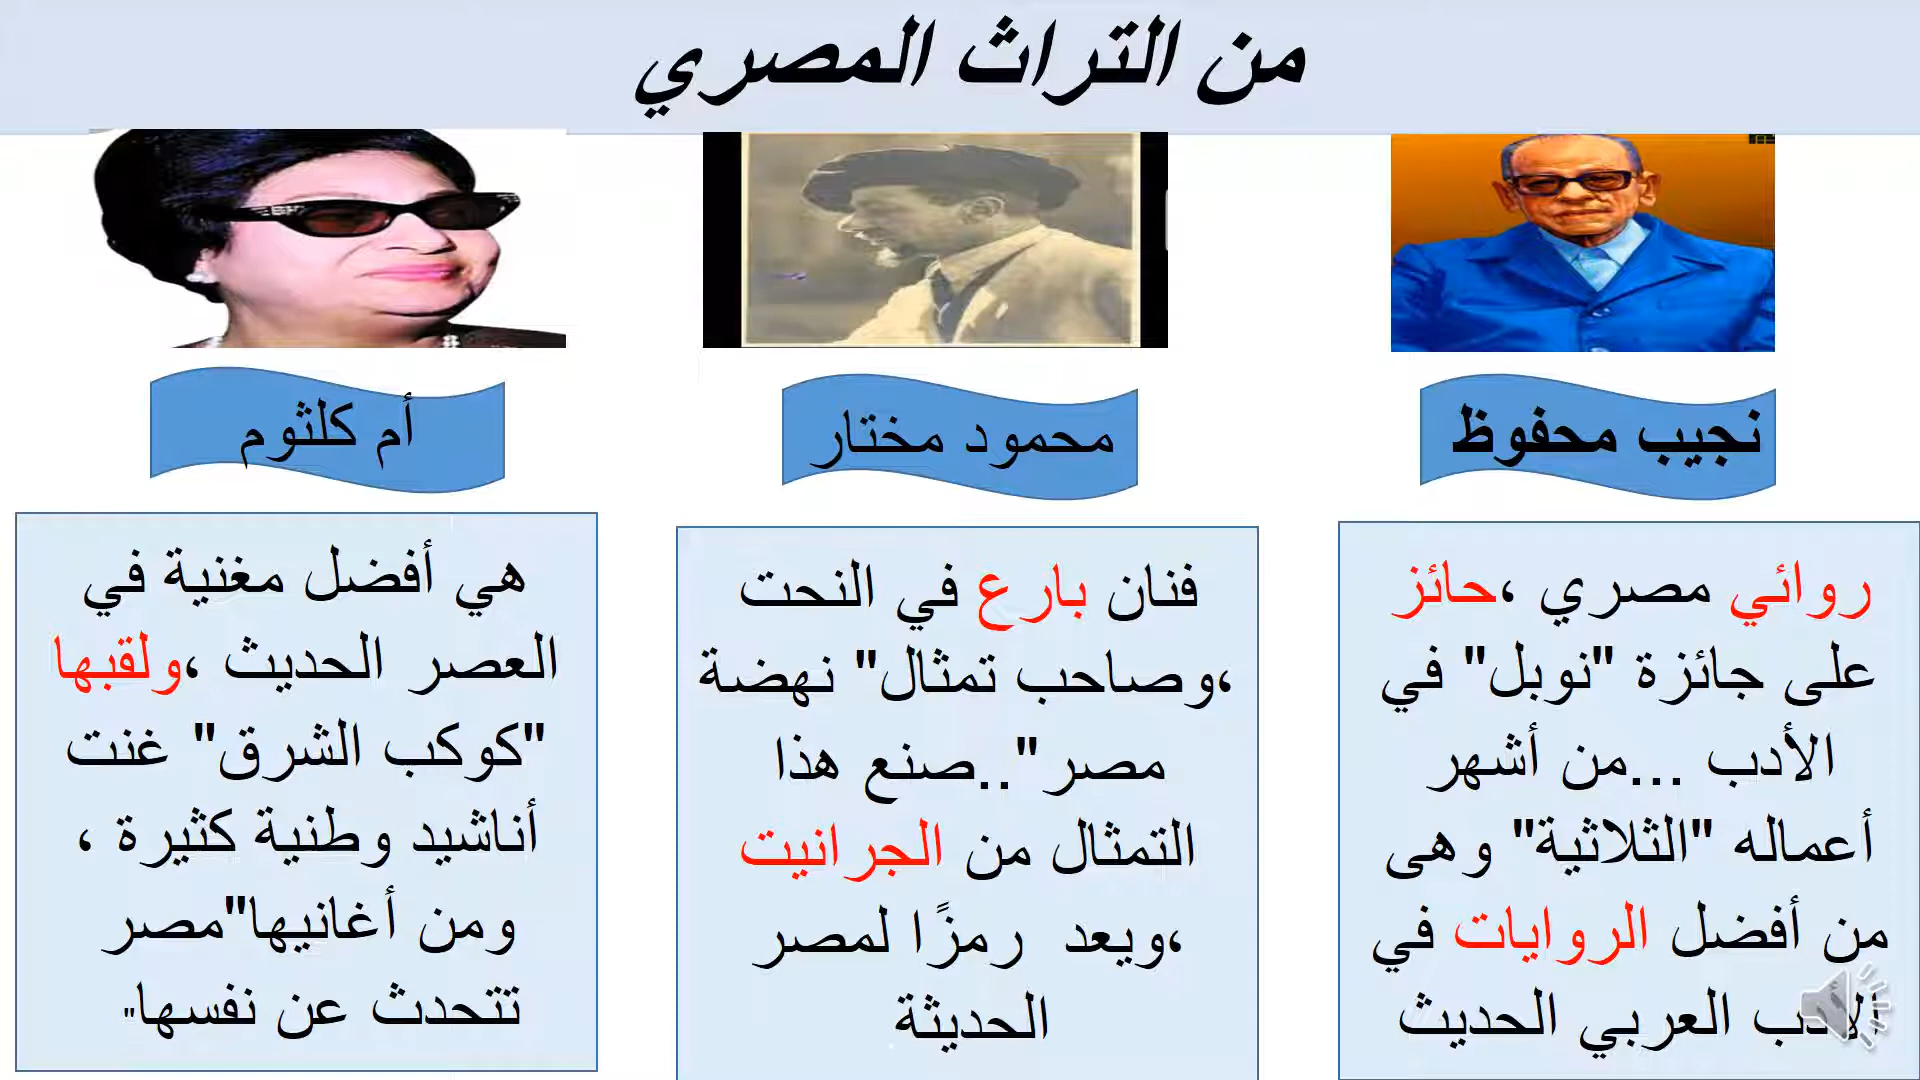 من التراث المصري
نجيب محفوظ
روائي مصري ،حائز
على جائزة "نوبل" في
الأدب ...من أشهر
أعماله "الثلاثية" وهى
من أفضل الروايات في
الأدب العربي الحديث
محمود مختار
فنان بارع في النحت
،وصاحب تمثال" نهضة
مصر"..صنع هذا
التمثال من الجرانيت
،ويعد رمزًا لمصر
الحديثة
أم كلثوم
هي أفضل مغنية في
العصر الحديث ،ولقبها
"كوكب الشرق" غنت
أناشيد وطنية كثيرة ،
ومن أغانيها"مصر
تتحدث عن نفسها"